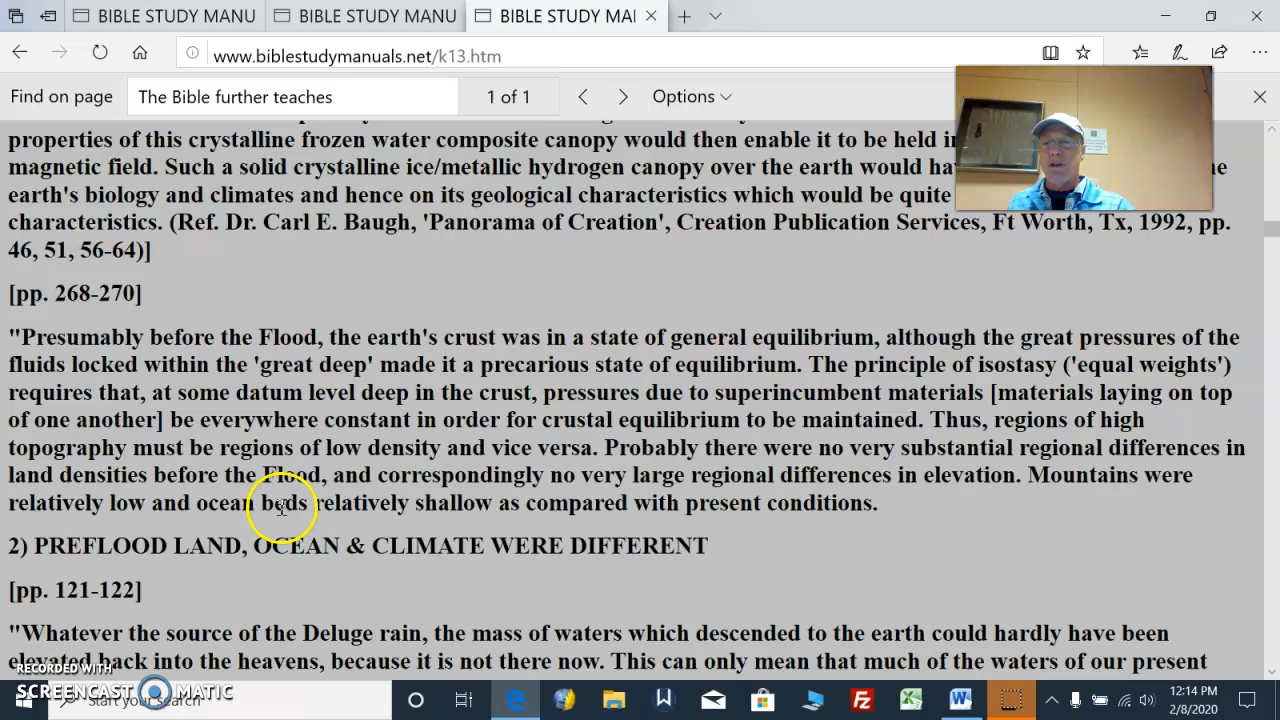 BIBLE STUDY MANU
BIBLE STUDY MANU
BIBLE STUDY MAI
www.biblestudymanuals.net/k13.htm
Find on page
The Bible further teaches
1 of 1
Options
properties of this crystalline frozen water composite canopy would then enable it to be held in
magnetic field. Such a solid crystalline ice/metallic hydrogen canopy over the earth would hav
earth's biology and climates and hence on its geological characteristics which would be quite
characteristics. (Ref. Dr. Carl E. Baugh, 'Panorama of Creation', Creation Publication Services, Ft Worth, Tx, 1992, pp.
46, 51, 56-64)]
[pp. 268-270]
"Presumably before the Flood, the earth's crust was in a state of general equilibrium, although the great pressures of the
fluids locked within the 'great deep' made it a precarious state of equilibrium. The principle of isostasy ('equal weights')
requires that, at some datum level deep in the crust, pressures due to superincumbent materials [materials laying on top
of one another] be everywhere constant in order for crustal equilibrium to be maintained. Thus, regions of high
topography must be regions of low density and vice versa. Probably there were no very substantial regional differences in
land densities before the Flood, and correspondingly no very large regional differences in elevation. Mountains were
relatively low and ocean beds relatively shallow as compared with present conditions.
2) PREFLOOD LAND, OCEAN & CLIMATE WERE DIFFERENT
[pp. 121-122]
"Whatever the source of the Deluge rain, the mass of waters which descended to the earth could hardly have been
elevated back into the heavens, because it is not there now. This can only mean that much of the waters of our present
RECORDED WITH
SCREENCAST MATIC
Start your search
12:14 PM
2/8/2020